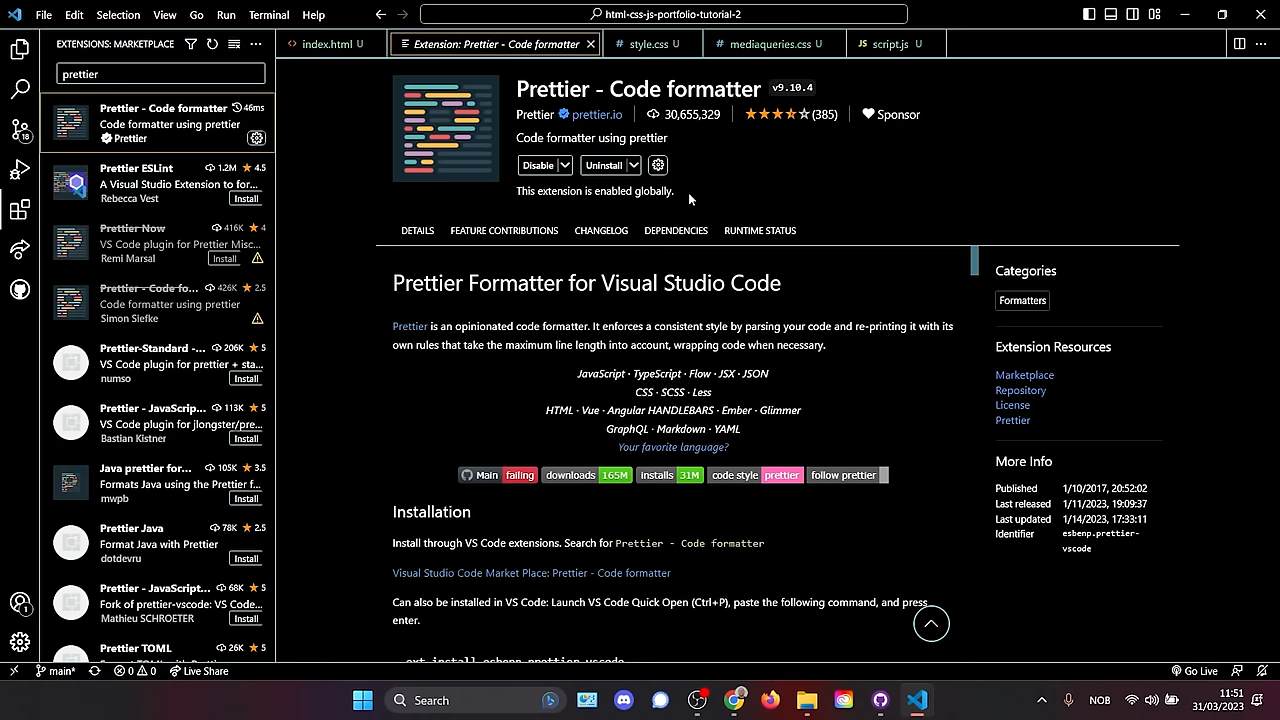 File Edit Selection View Go Run Terminal Help
html-css-js-portfolio-tutorial-2
EXTENSIONS: MARKETPLACE
index.html U
Extension: Prettier - Code formatter
# style.css U
# mediaqueries.css U
JS script.js U
prettier
Prettier - Code formatter 46ms
Code formatter using prettier
Prettier
Prettier ESLint 1.2M 4.5
A Visual Studio Extension to for...
Rebecca Vest Install
Prettier Now 416K 4
VS Code plugin for Prettier Misc...
Remi Marsal Install
Prettier - Code fo... 426K 2.5
Code formatter using prettier
Simon Siefke
Prettier-Standard - ... 206K 5
VS Code plugin for prettier + sta...
numso Install
Prettier - JavaScrip... 113K 5
VS Code plugin for jlongster/pre...
Bastian Kistner Install
Java prettier for... 105K 3.5
Formats Java using the Prettier f...
mwpb Install
Prettier Java 78K 2.5
Format Java with Prettier
dotdevru Install
Prettier - JavaScript... 68K 5
Fork of prettier-vscode: VS Code...
Mathieu SCHROETER Install
Prettier TOML 26K 5
Prettier - Code formatter v9.10.4
Prettier prettier.io 30,655,329 (385) Sponsor
Code formatter using prettier
Disable Uninstall
This extension is enabled globally.
DETAILS FEATURE CONTRIBUTIONS CHANGELOG DEPENDENCIES RUNTIME STATUS
Prettier Formatter for Visual Studio Code
Prettier is an opinionated code formatter. It enforces a consistent style by parsing your code and re-printing it with its
own rules that take the maximum line length into account, wrapping code when necessary.
JavaScript · TypeScript · Flow · JSX · JSON
CSS · SCSS · Less
HTML · Vue · Angular HANDLEBARS · Ember · Glimmer
GraphQL · Markdown · YAML
Your favorite language?
Main failing downloads 165M installs 31M code style prettier follow prettier
Installation
Install through VS Code extensions. Search for Prettier - Code formatter
Visual Studio Code Market Place: Prettier - Code formatter
Can also be installed in VS Code: Launch VS Code Quick Open (Ctrl+P), paste the following command, and press
enter.
ext install esbenp.prettier-vscode
Categories
Formatters
Extension Resources
Marketplace
Repository
License
Prettier
More Info
Published 1/10/2017, 20:52:02
Last released 1/11/2023, 19:09:37
Last updated 1/14/2023, 17:33:11
Identifier esbenp.prettier-
vscode
main* 0 0 Live Share Go Live
Search NOB 11:51
31/03/2023